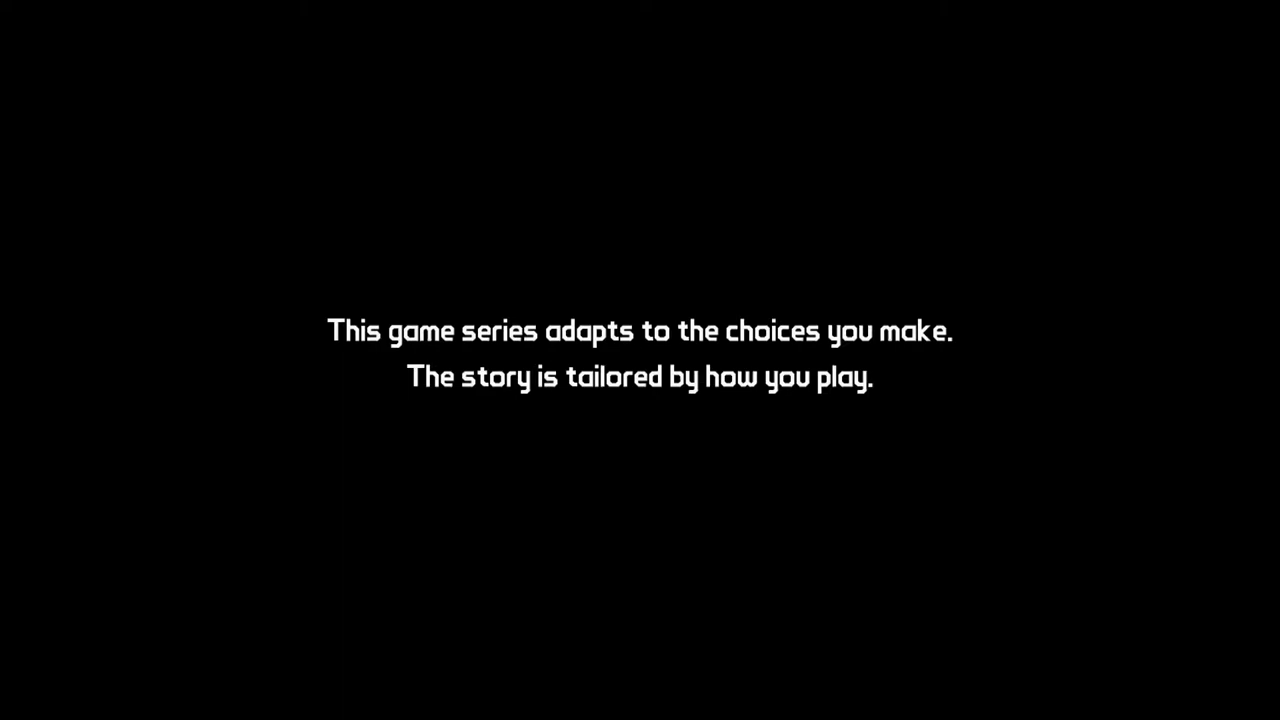 This game series adapts to the choices you make.
The story is tailored by how you play.